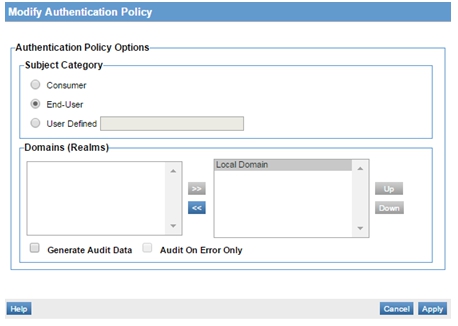 Modify Authentication Policy
Authentication Policy Options
Subject Category
Consumer
End-User
User Defined
Domains (Realms)
Local Domain
>>
<<
Up
Down
Generate Audit Data
Audit On Error Only
Help
Cancel
Apply